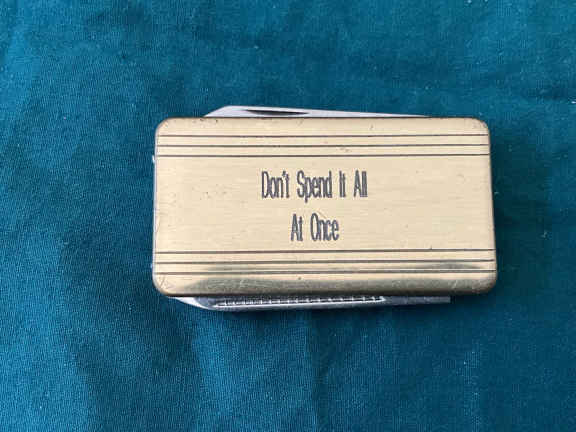 Don't Spend It All
At Once